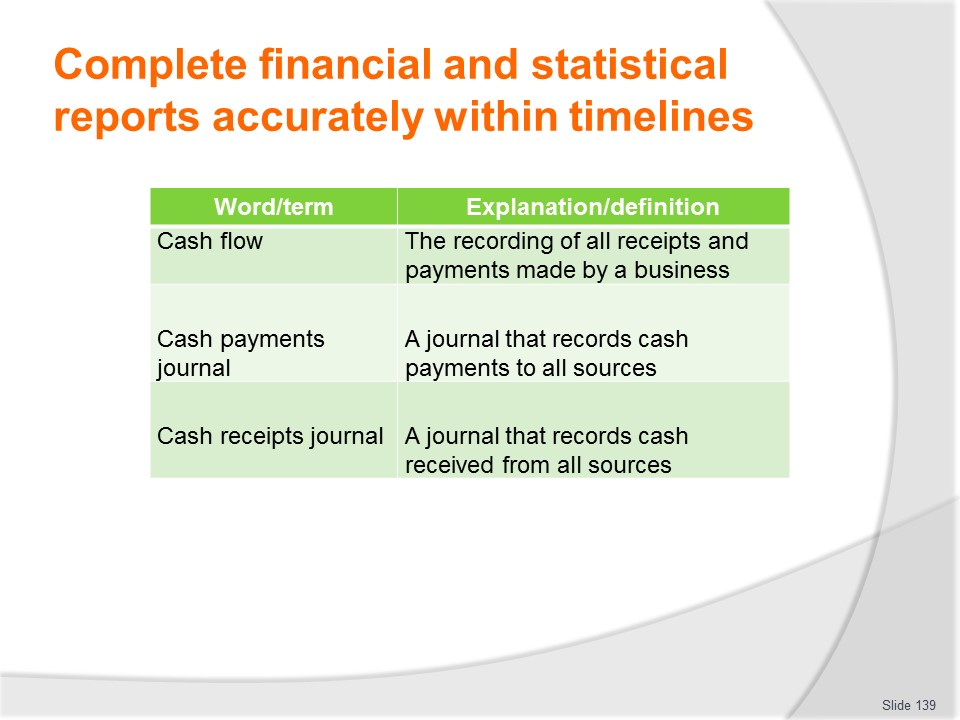 Complete financial and statistical
reports accurately within timelines
Word/term
Explanation/definition
Cash flow
The recording of all receipts and
payments made by a business
Cash payments
journal
A journal that records cash
payments to all sources
Cash receipts journal
A journal that records cash
received from all sources
Slide 139